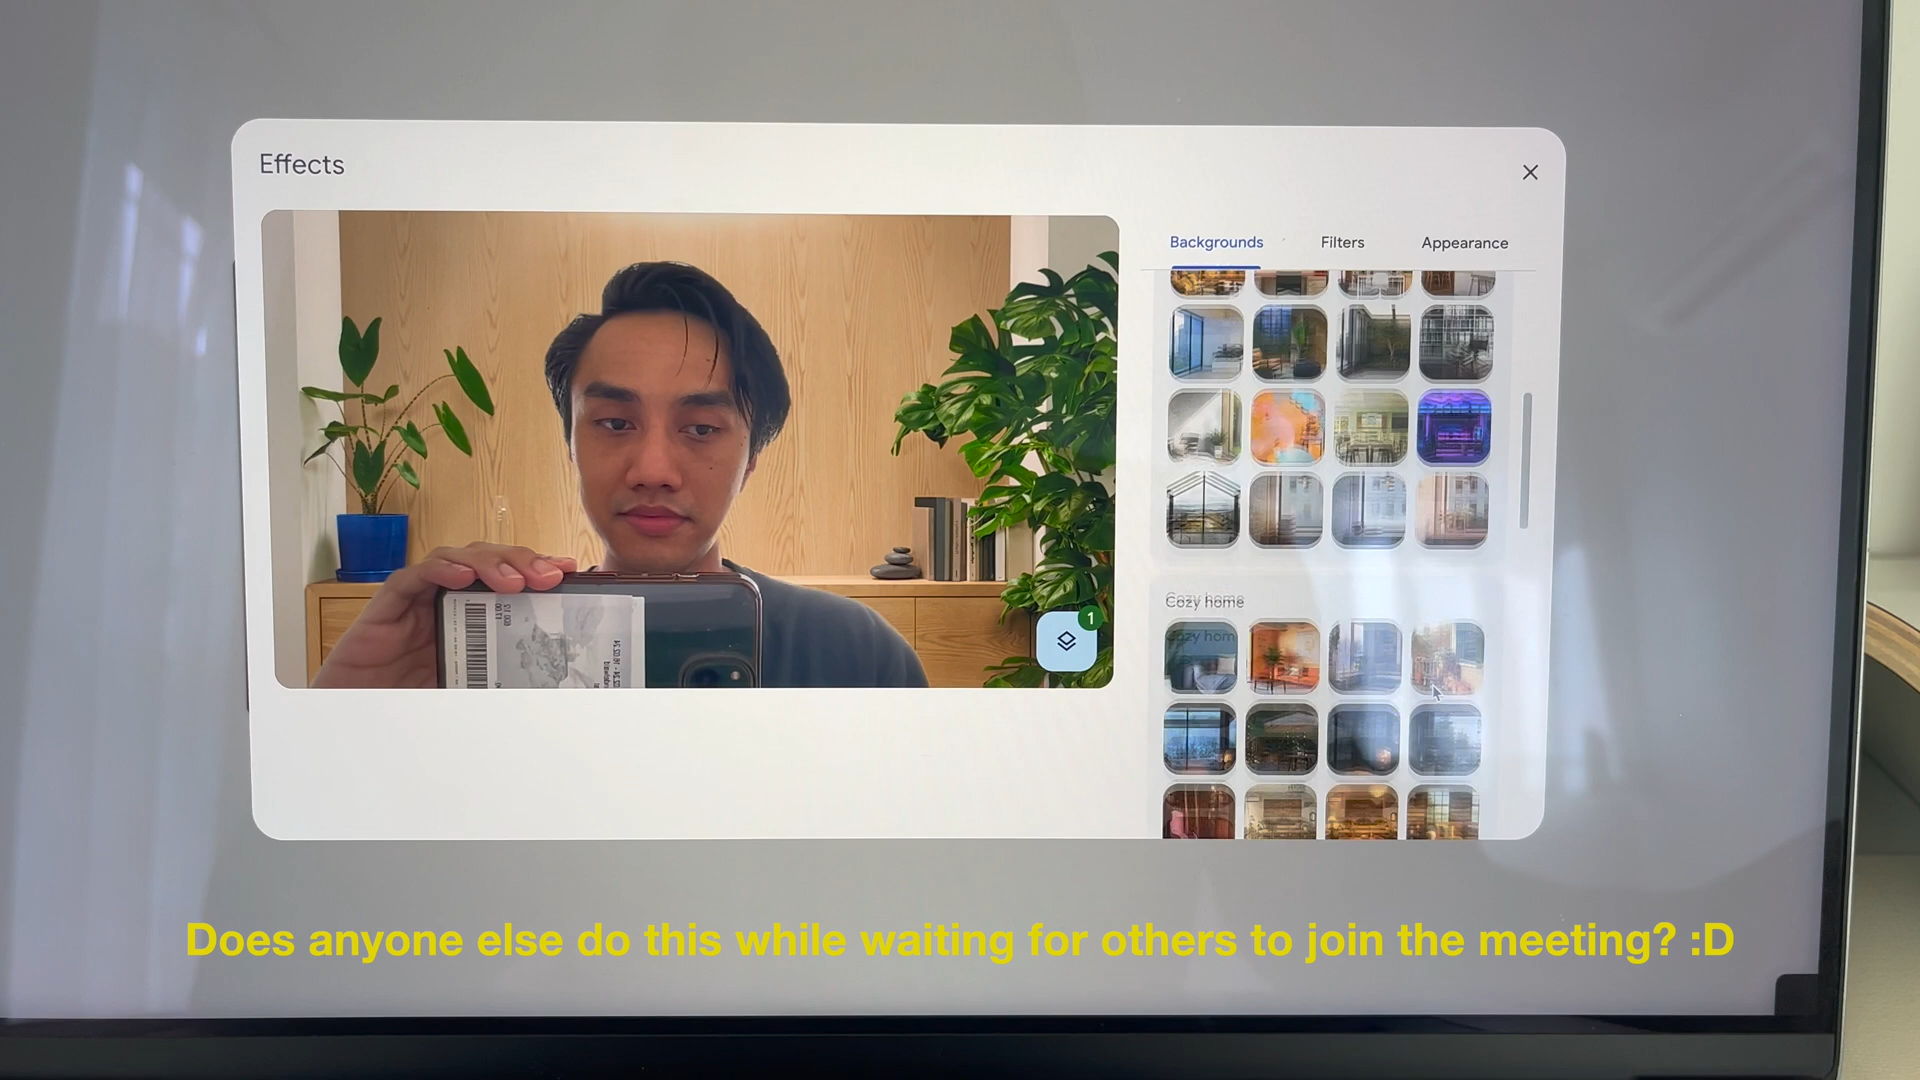 Effects
Backgrounds
Filters
Appearance
Cozy home
1
Does anyone else do this while waiting for others to join the meeting? :D